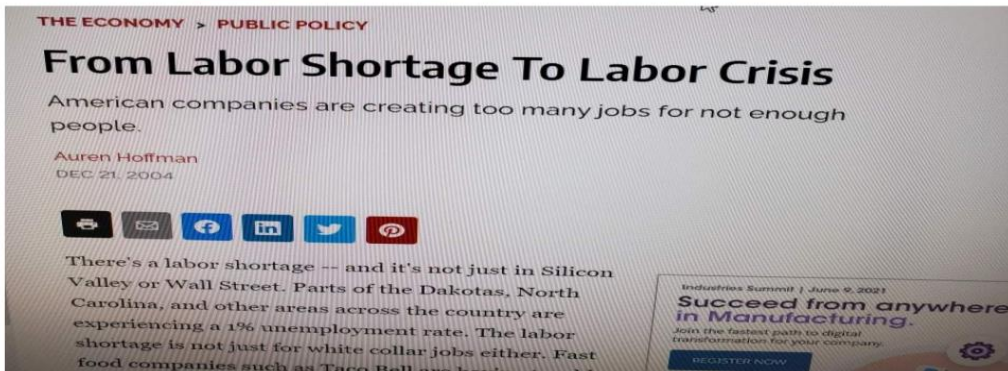 THE ECONOMY > PUBLIC POLICY
From Labor Shortage To Labor Crisis
American companies are creating too many jobs for not enough
people.
Auren Hoffman
DEC 21, 2004
There's a labor shortage -- and it's not just in Silicon
Valley or Wall Street. Parts of the Dakotas, North
Carolina, and other areas across the country are
experiencing a 1% unemployment rate. The labor
shortage is not just for white collar jobs either. Fast
food companies such as Taco Bell are
Industries Summit | June 9, 2021
Succeed from anywhere
in Manufacturing.
Join the fastest path to digital
transformation for your company.
REGISTER NOW